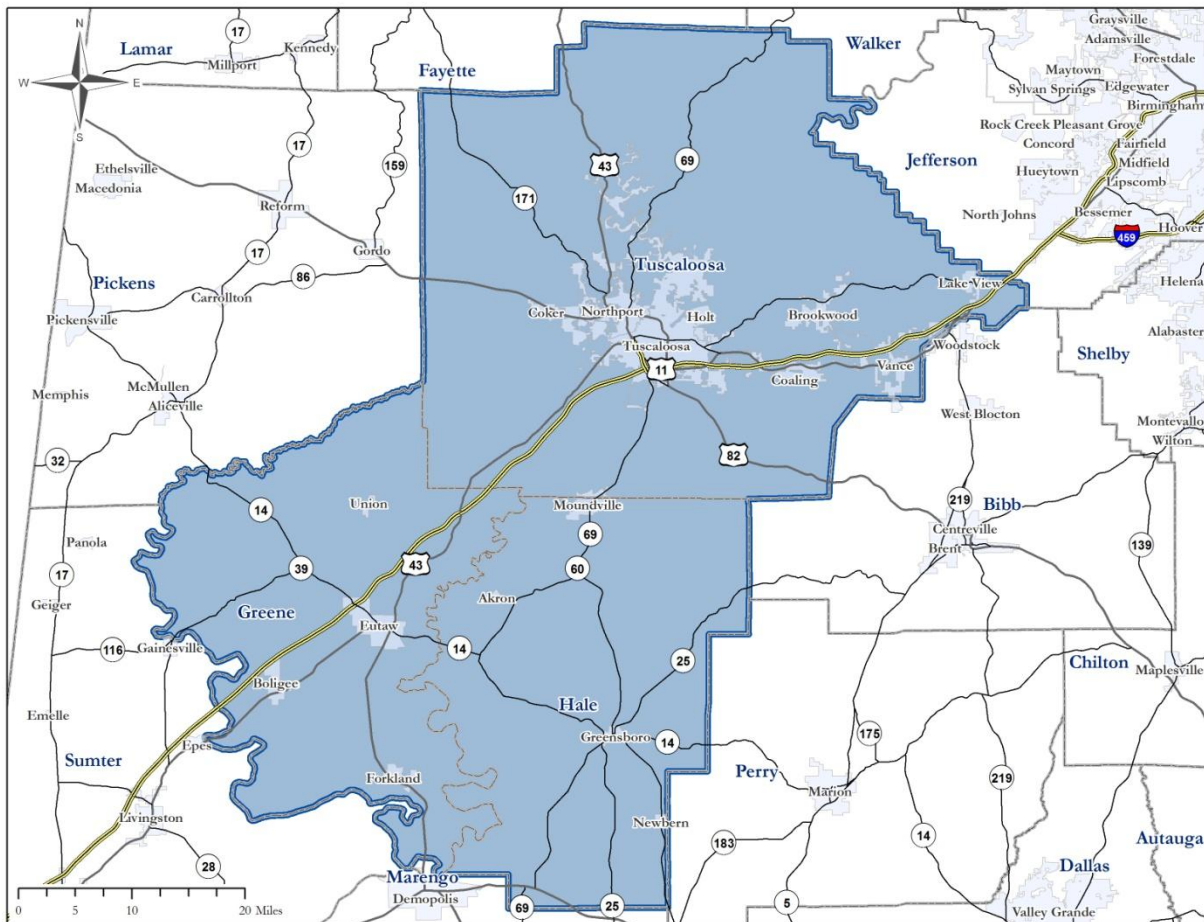 N
17
Lamar
Kennedy
Millport
Walker
Graysville
Adamsville
Forestdale
Fayette
Maytown
Sylvan Springs
Edgewater
W
E
Birmingham
S
Rock Creek
Pleasant Grove
17
159
69
43
Concord
Fairfield
Midfield
Jefferson
Ethelsville
Macedonia
Hueytown
Lipscomb
171
Reform
North Johns
Bessemer
Hoover
459
Gordo
17
Tuscaloosa
86
Pickens
Carrollton
Lake View
Helena
Pickensville
Coker
Northport
Holt
Brookwood
Alabaster
Tuscaloosa
Woodstock
Shelby
11
Vance
Coaling
McMullen
Memphis
Aliceville
West Blocton
Montevallo
Wilton
82
32
219
14
Union
Moundville
Bibb
Centreville
69
Panola
Brent
139
43
39
60
17
Geiger
Akron
Greene
Eutaw
116
Gainesville
14
25
Chilton
Maplesville
Boligee
Hale
Emelle
Greensboro
14
175
Epes
Sumter
Perry
219
Forkland
Marion
Livingston
Newbern
Autauga
183
14
28
Marengo
Dallas
0 5 10 20 Miles
Demopolis
69
25
5
Valley Grande